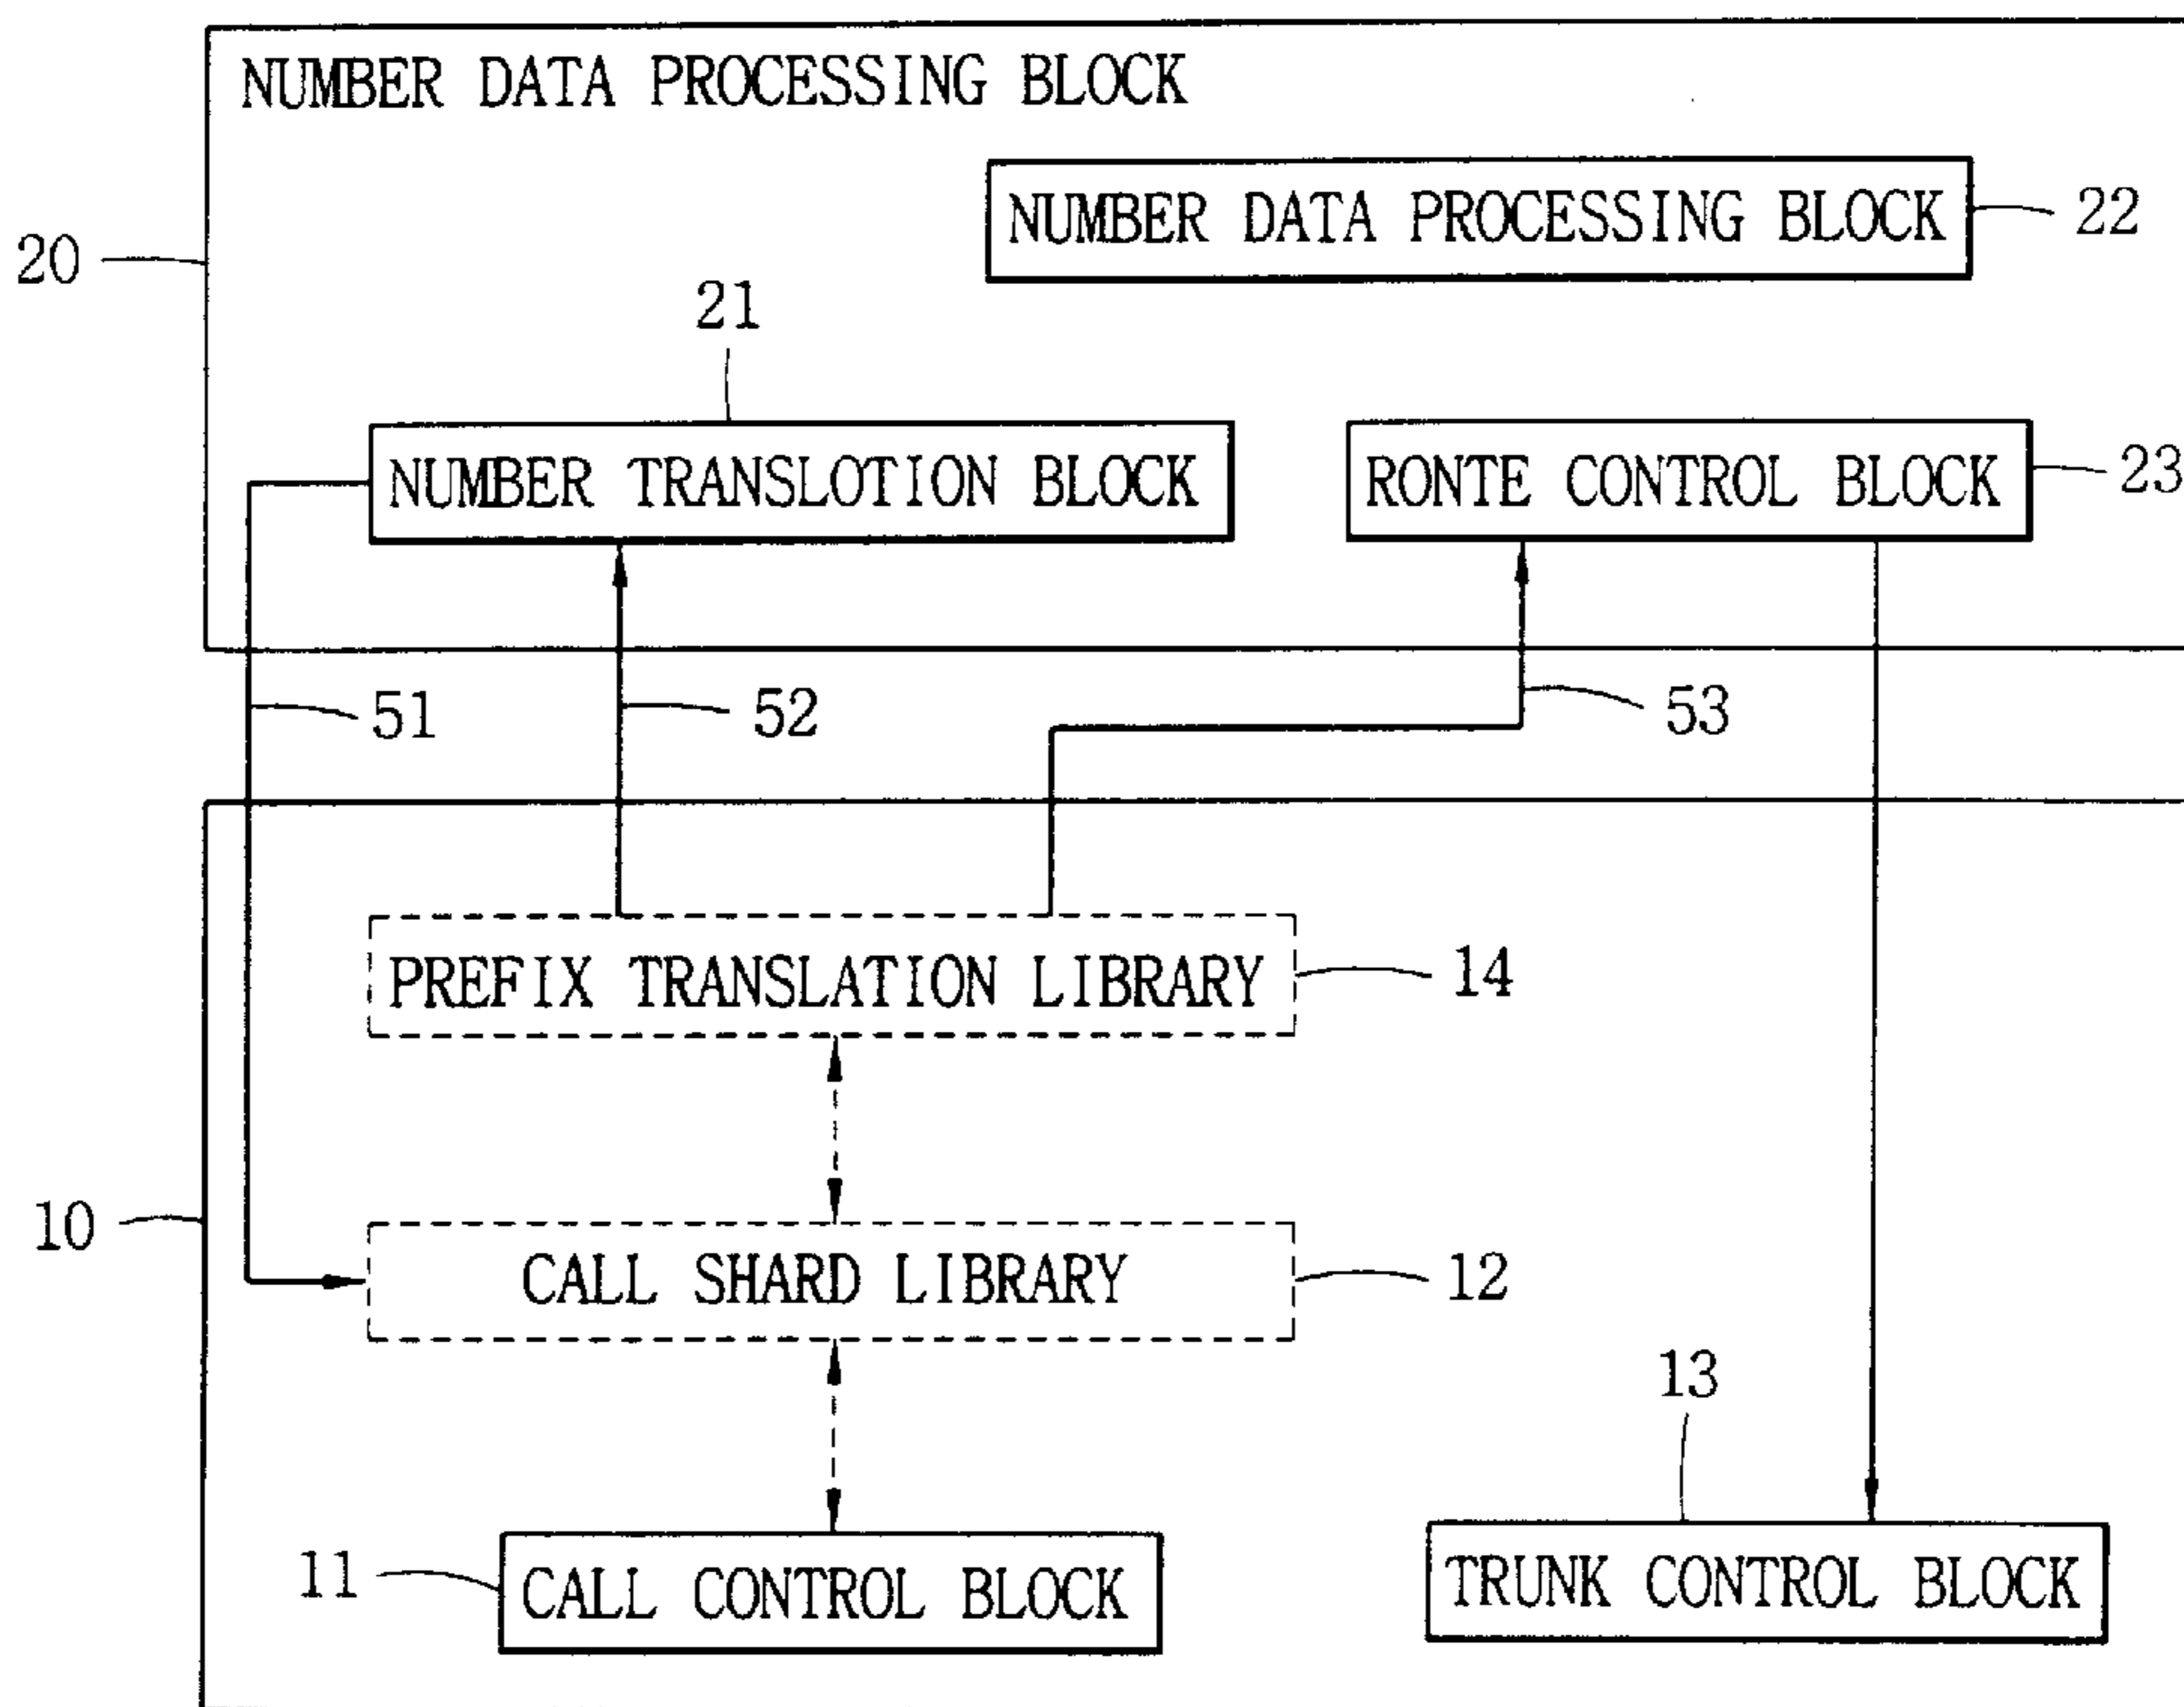 NUMBER DATA PROCESSING BLOCK
NUMBER DATA PROCESSING BLOCK
22
20
21
NUMBER TRANSLOTION BLOCK
RONTE CONTROL BLOCK
23
51
52
53
PREFIX TRANSLATION LIBRARY
14
10
CALL SHARD LIBRARY
12
13
11
CALL CONTROL BLOCK
TRUNK CONTROL BLOCK